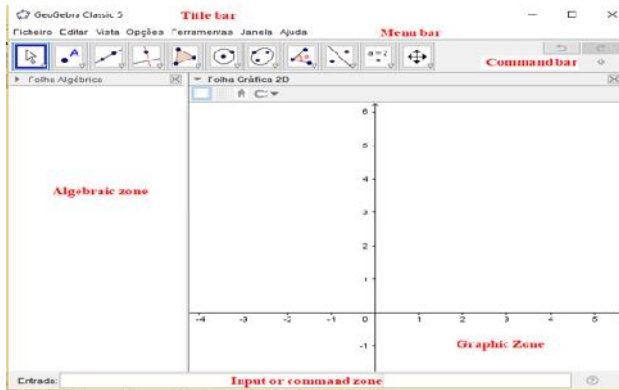 GeoGebra Classic 5 Title bar
Ficheiro Editar Vista Opções Ferramentas Janela Ajuda Menu bar
A a=2 Command bar
Folha Algébrica Folha Gráfica 2D
6
5
4
Algebraic zone
3
2
1
-4 -3 -2 -1 0 1 2 3 4 5
-1 Graphic Zone
Entrada: Input or command zone